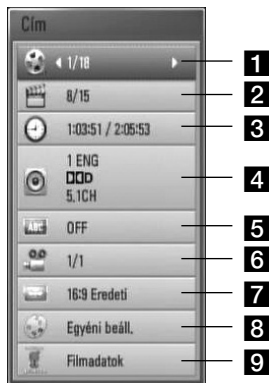 Cím
1/18 1
8/15 2
1:03:51 / 2:05:53 3
1 ENG
D
5.1CH
4
ABC OFF 5
1/1 6
16:9 Eredeti 7
Egyéni beáll. 8
Filmadatok 9